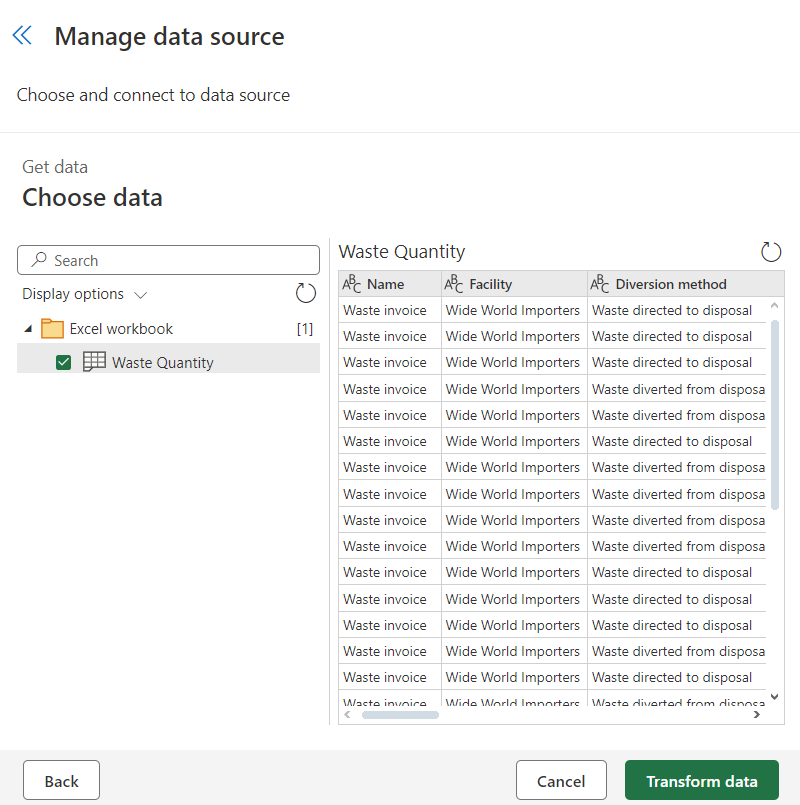 Manage data source
Choose and connect to data source
Get data
Choose data
Search
Display options
Excel workbook [1]
Waste Quantity
Waste Quantity
ABC Name ABC Facility ABC Diversion method
Waste invoice Wide World Importers Waste directed to disposal
Waste invoice Wide World Importers Waste directed to disposal
Waste invoice Wide World Importers Waste directed to disposal
Waste invoice Wide World Importers Waste diverted from disposa
Waste invoice Wide World Importers Waste diverted from disposa
Waste invoice Wide World Importers Waste directed to disposal
Waste invoice Wide World Importers Waste diverted from disposa
Waste invoice Wide World Importers Waste diverted from disposa
Waste invoice Wide World Importers Waste diverted from disposa
Waste invoice Wide World Importers Waste diverted from disposa
Waste invoice Wide World Importers Waste directed to disposal
Waste invoice Wide World Importers Waste directed to disposal
Waste invoice Wide World Importers Waste directed to disposal
Waste invoice Wide World Importers Waste diverted from disposa
Waste invoice Wide World Importers Waste directed to disposal
Waste invoice Wide World Importers Waste diverted from disposa
Back Cancel Transform data